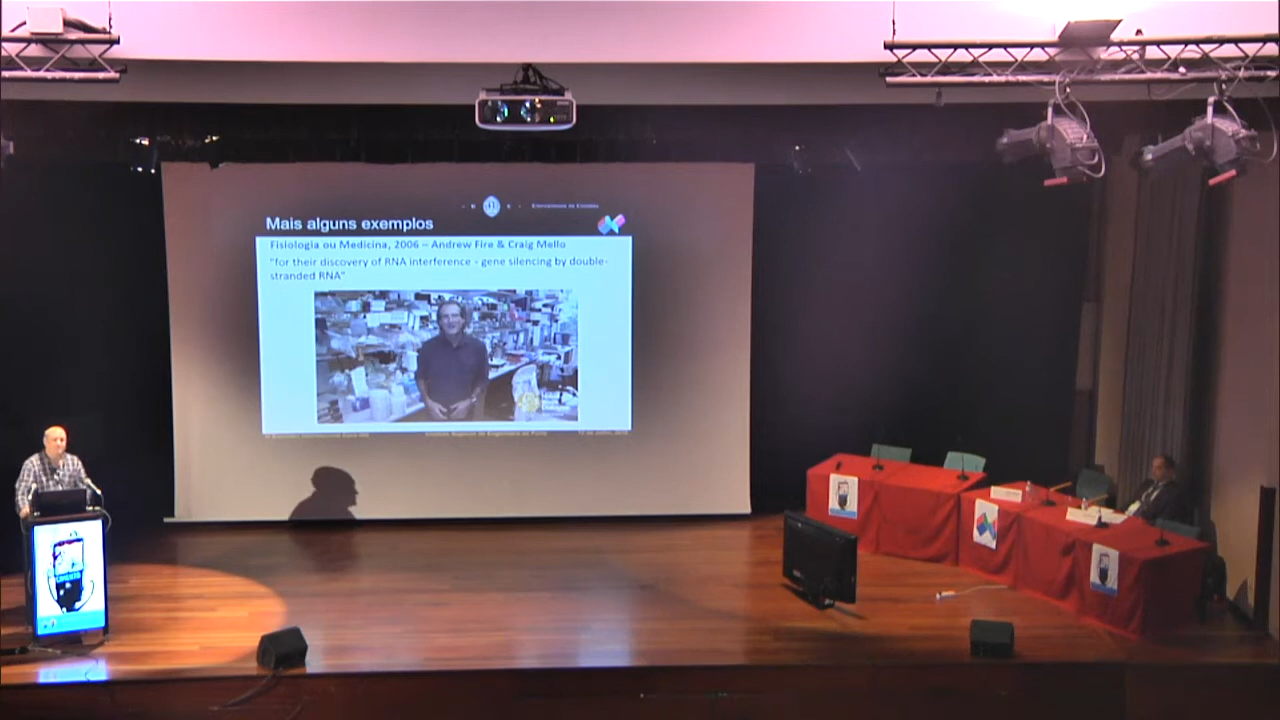 Mais alguns exemplos
Fisiologia ou Medicina, 2006 – Andrew Fire & Craig Mello
"for their discovery of RNA interference - gene silencing by double-
stranded RNA"